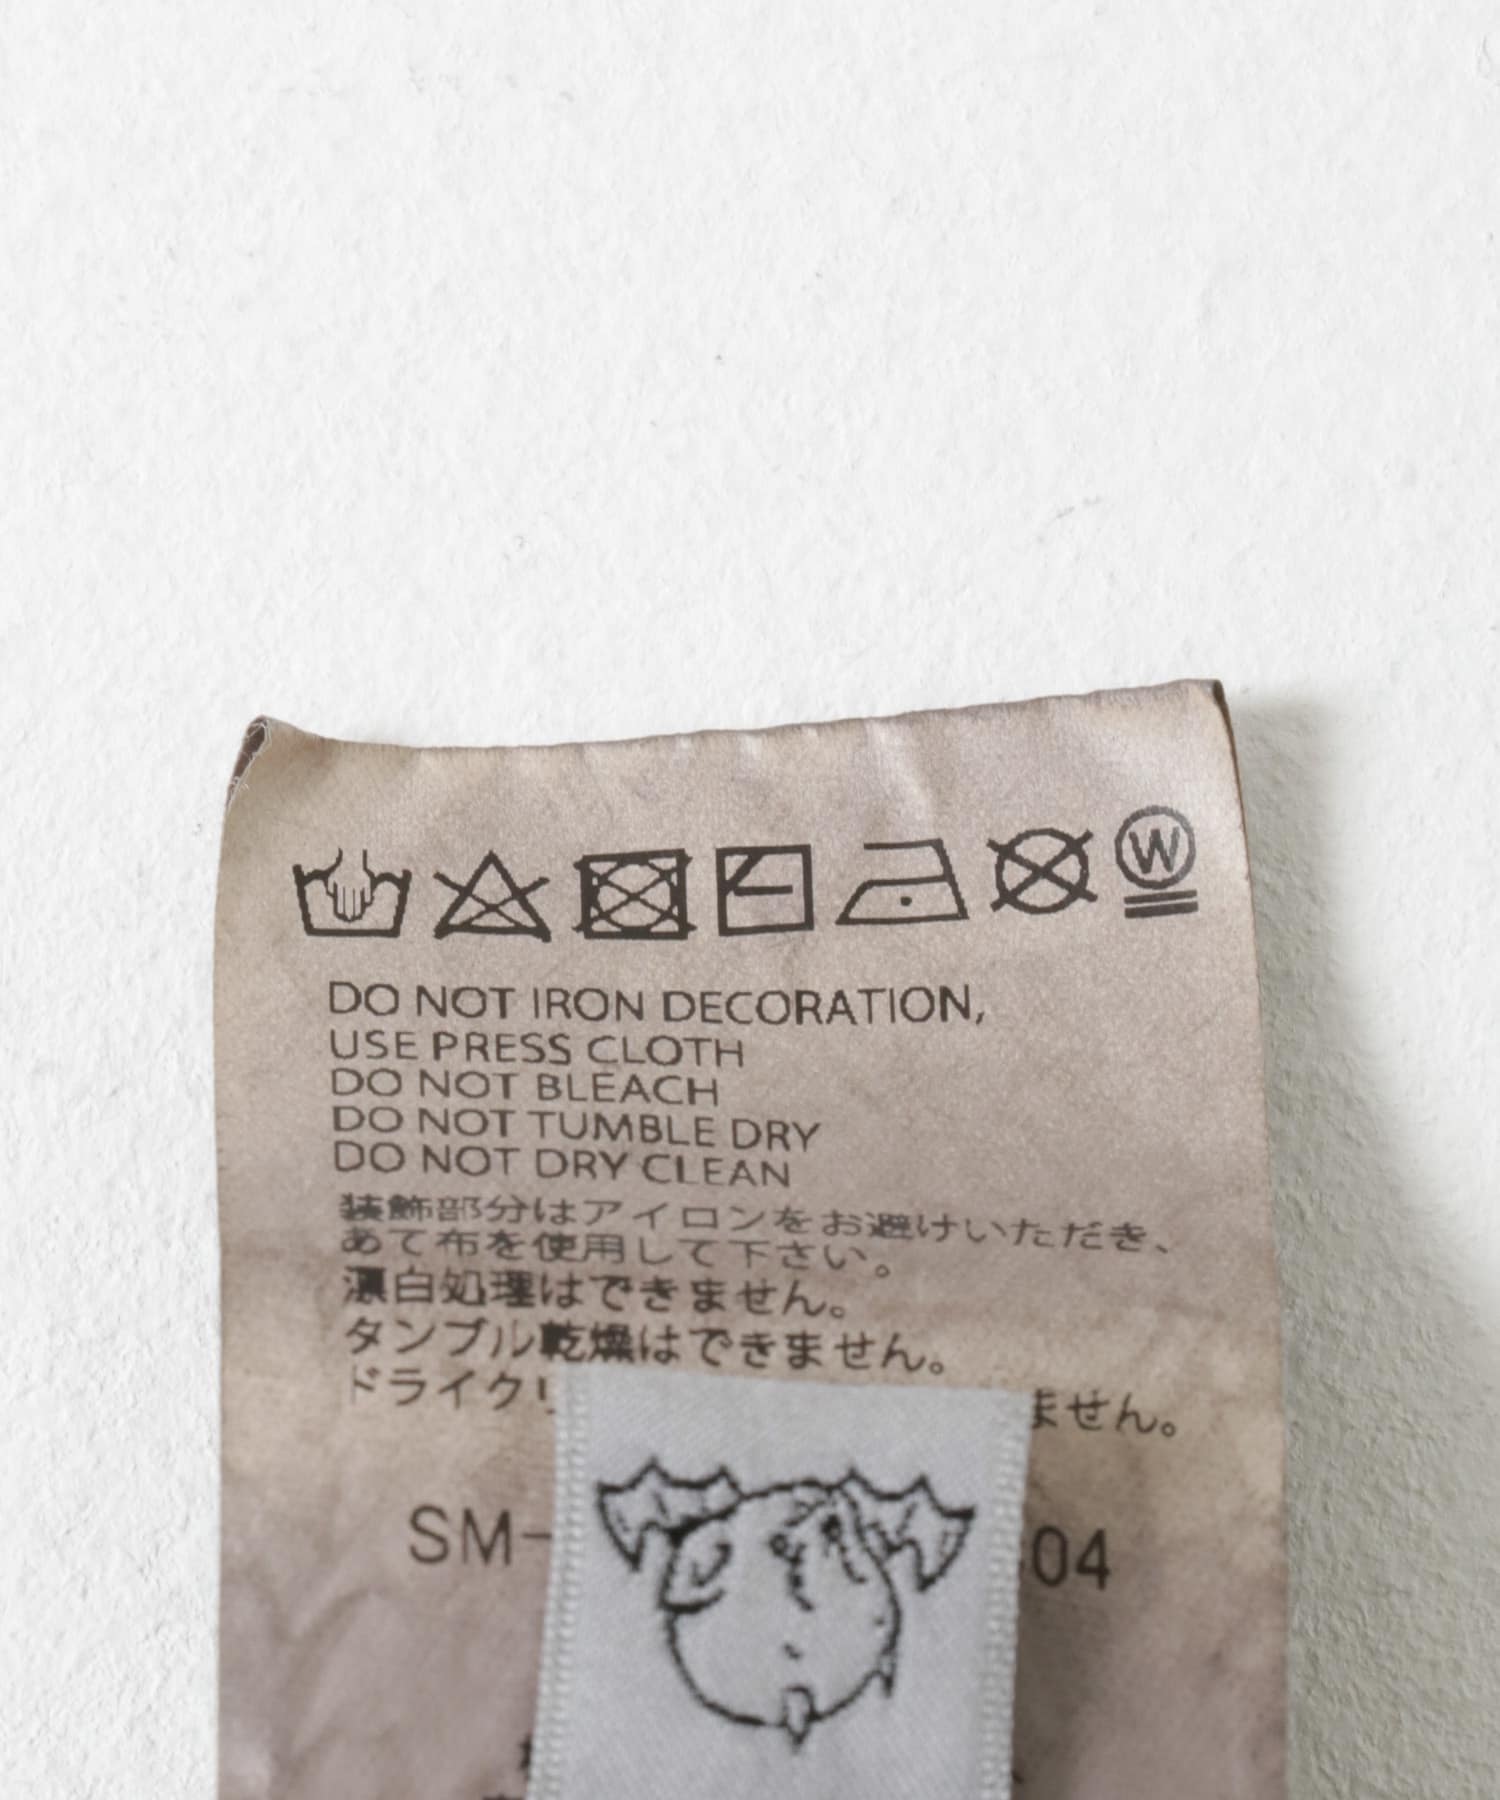 W
DO NOT IRON DECORATION,
USE PRESS CLOTH
DO NOT BLEACH
DO NOT TUMBLE DRY
DO NOT DRY CLEAN
装飾部分はアイロンをお避けいただき、
あて布を使用して下さい。
漂白処理はできません。
タンブル乾燥はできません。
ドライクリ ません。
SM- 04